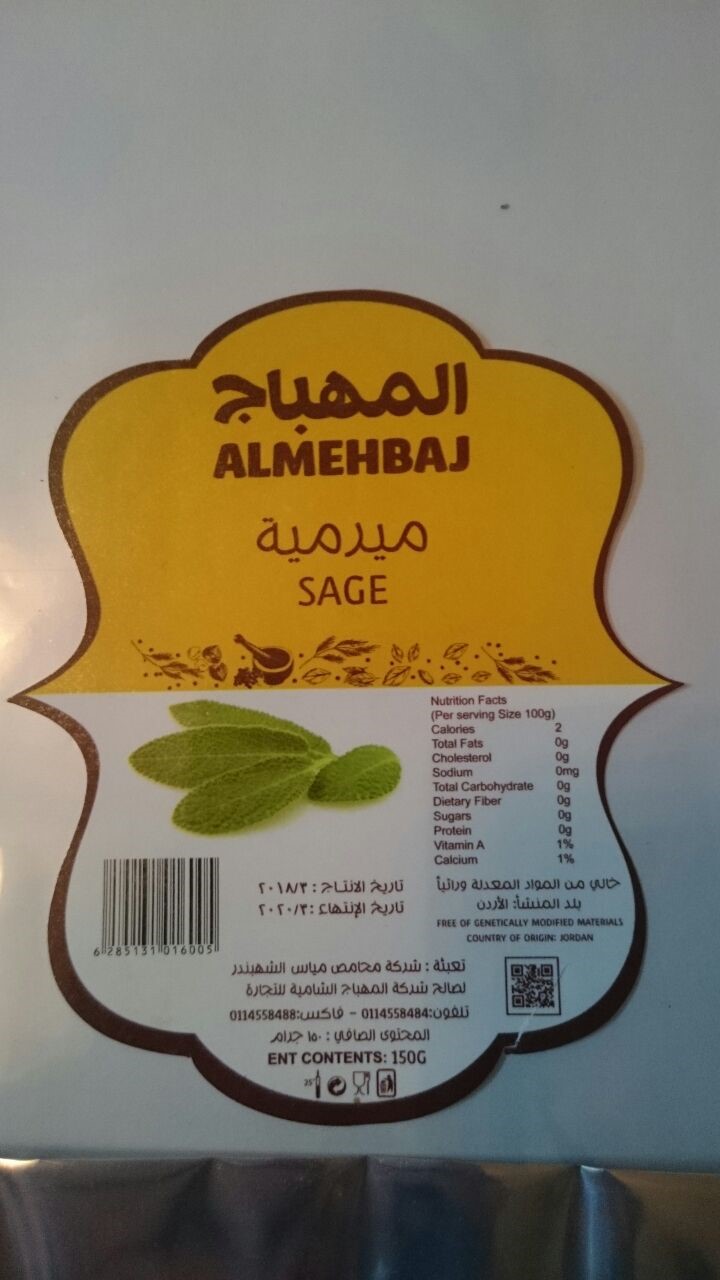 المهباج
ALMEHBAJ
ميرمية
SAGE
Nutrition Facts
(Per serving Size 100g)
Calories 2
Total Fats 0g
Cholesterol 0g
Sodium 0mg
Total Carbohydrate 0g
Dietary Fiber 0g
Sugars 0g
Protein 0g
Vitamin A 1%
Calcium 1%
خالي من المواد المعدلة وراثياً
بلد المنشأ: الأردن
FREE OF GENETICALLY MODIFIED MATERIALS
COUNTRY OF ORIGIN: JORDAN
تاريخ الانتاج : ٢٠١٨/٣
تاريخ الإنتهاء : ٢٠٢٠/٣
6 285131 016005
تعبئة : شركة محامص مياس الشهبندر
لصالح شركة المهباج الشامية للتجارة
تلفون:0114558484 - فاكس:0114558488
المحتوى الصافي : ١٥٠ جرام
ENT CONTENTS: 150G
25°